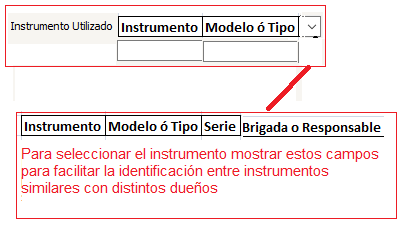 Instrumento Utilizado Instrumento Modelo ó Tipo
Instrumento Modelo ó Tipo Serie Brigada o Responsable
Para seleccionar el instrumento mostrar estos campos
para facilitar la identificación entre instrumentos
similares con distintos dueños